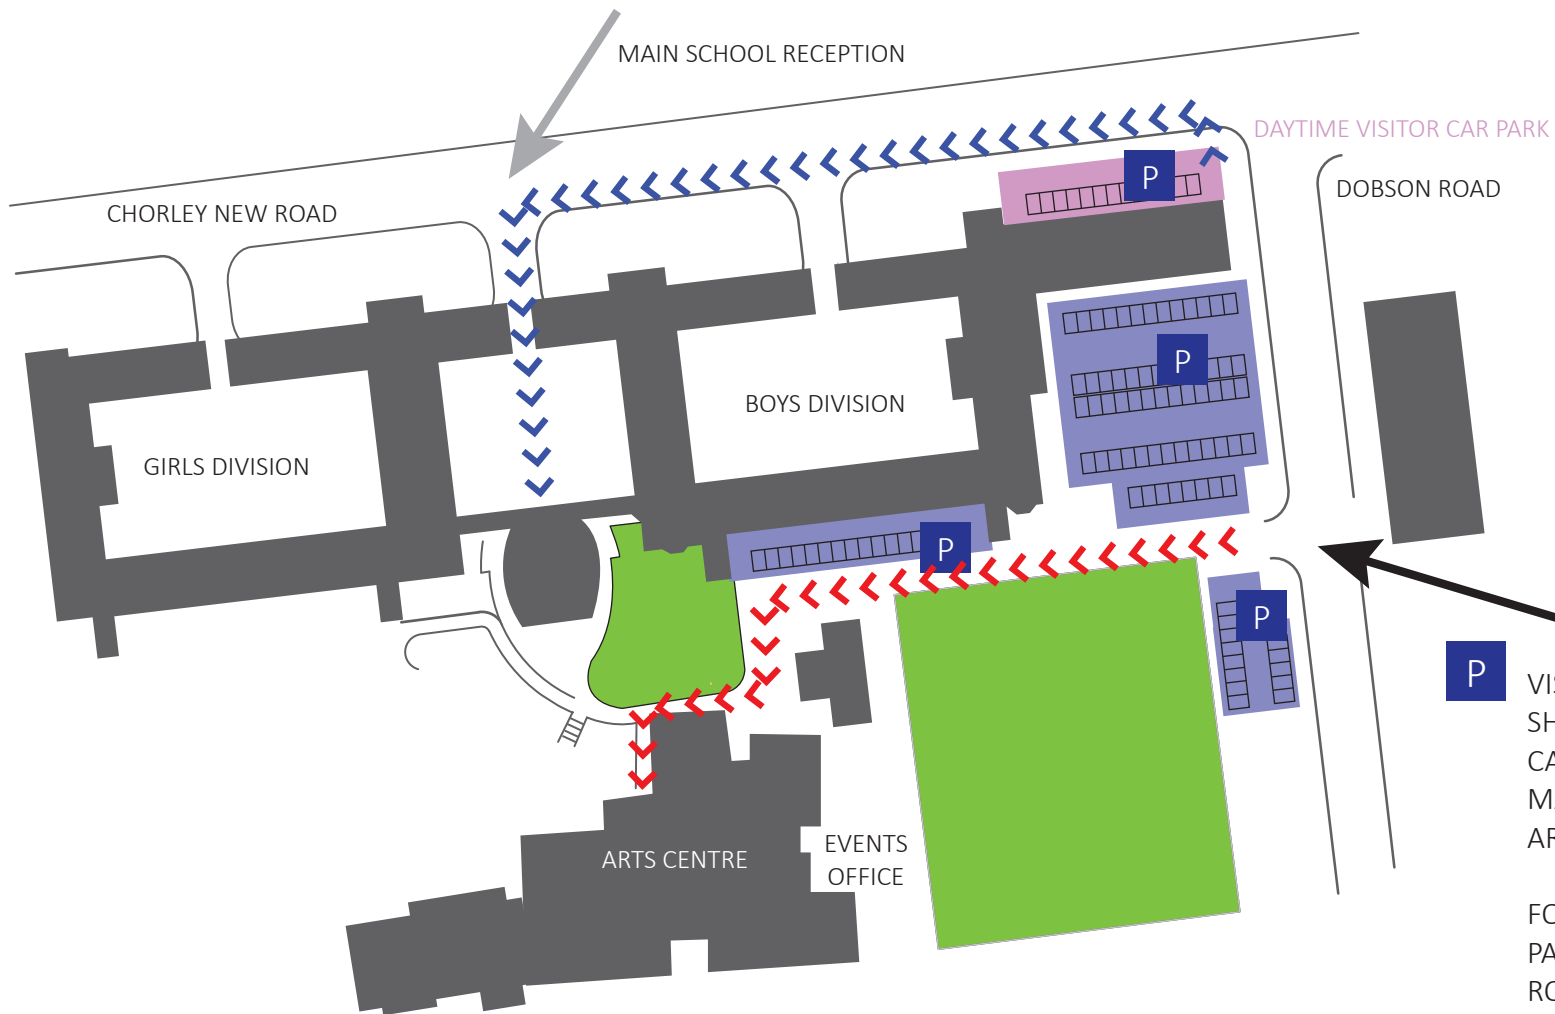 MAIN SCHOOL RECEPTION
DAYTIME VISITOR CAR PARK
P
DOBSON ROAD
CHORLEY NEW ROAD
P
BOYS DIVISION
GIRLS DIVISION
P
P
P
ARTS CENTRE
EVENTS
OFFICE